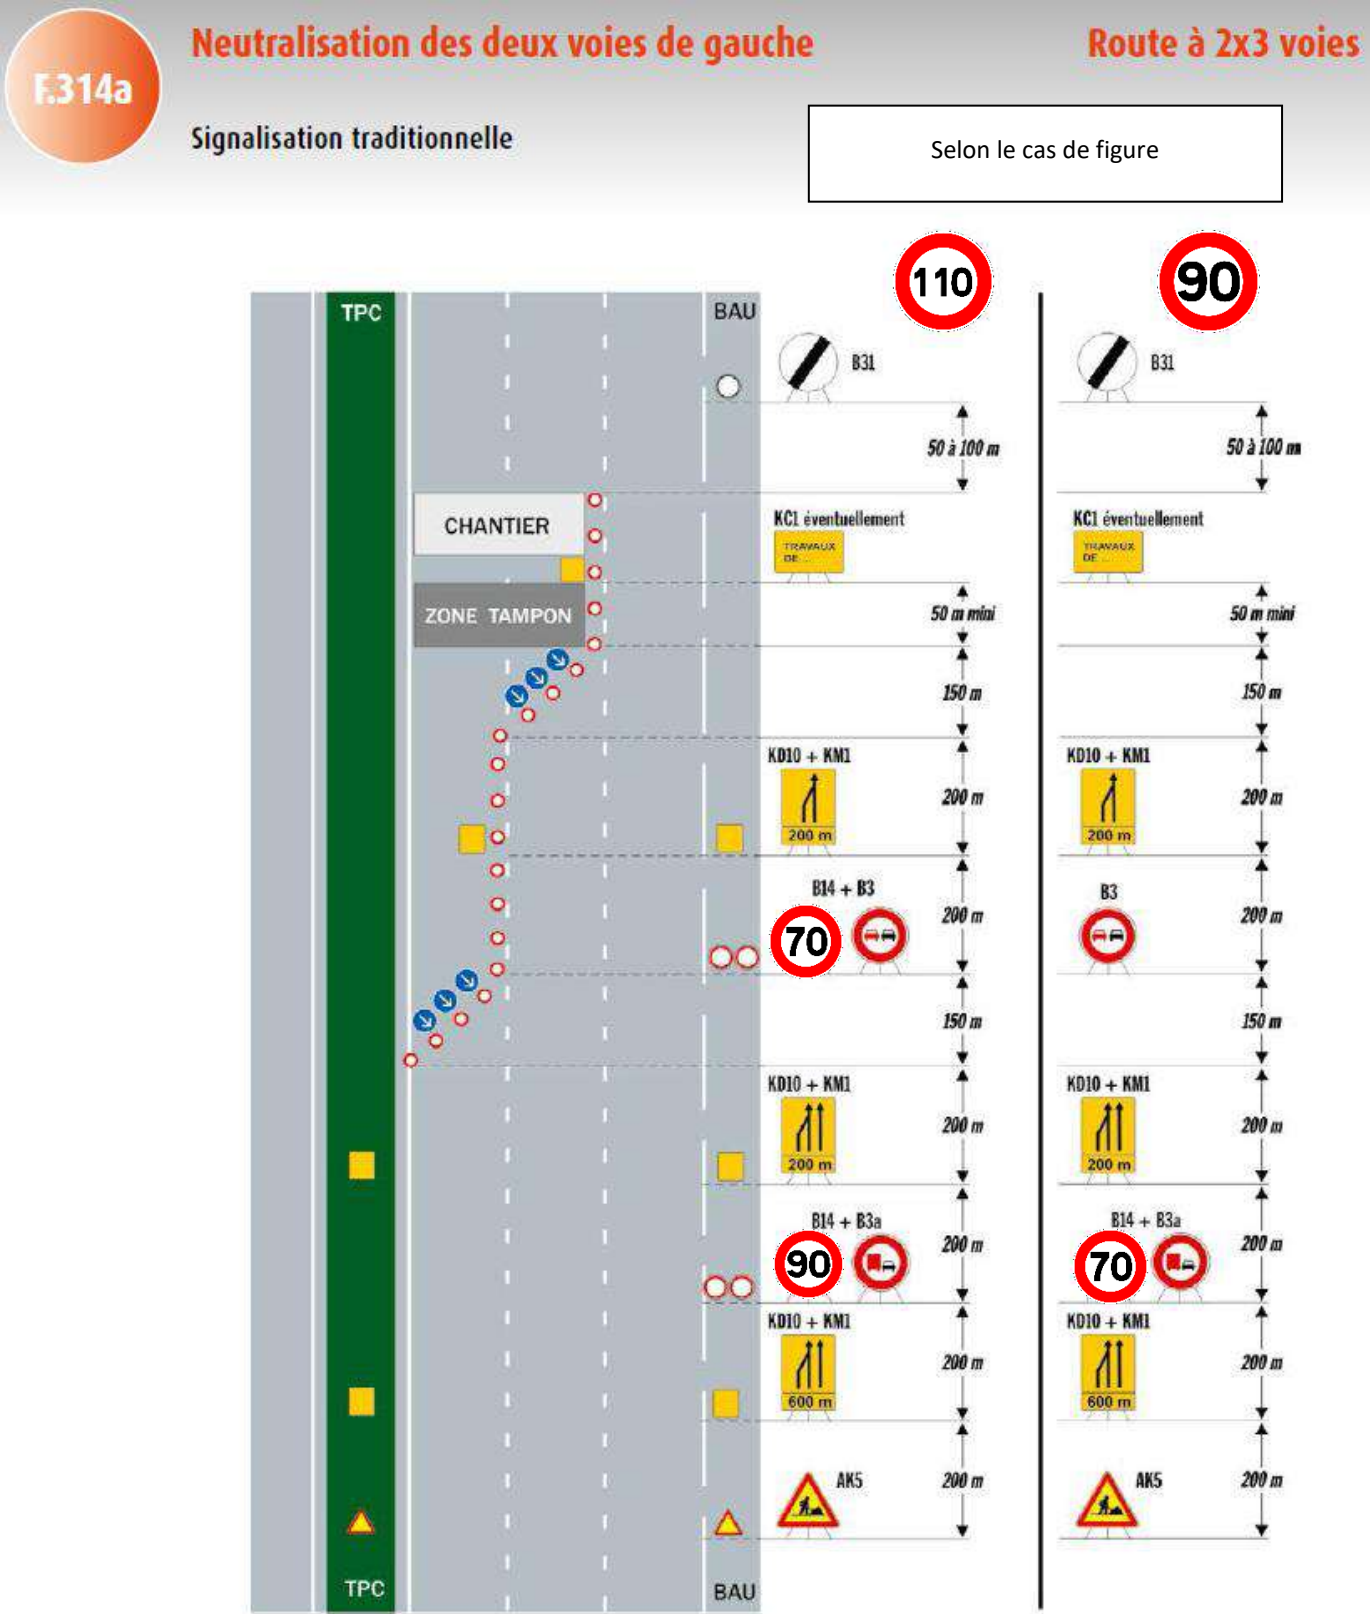 F.314a
Neutralisation des deux voies de gauche
Route à 2x3 voies
Signalisation traditionnelle
Selon le cas de figure
110
90
TPC
BAU
B31
B31
50 à 100 m
50 à 100 m
CHANTIER
KC1 éventuellement
KC1 éventuellement
TRAVAUX
DE ...
TRAVAUX
DE ...
ZONE TAMPON
50 m mini
50 m mini
150 m
150 m
KD10 + KM1
KD10 + KM1
200 m
200 m
200 m
200 m
B14 + B3
B3
70
200 m
200 m
150 m
150 m
KD10 + KM1
KD10 + KM1
200 m
200 m
200 m
200 m
B14 + B3a
B14 + B3a
90
200 m
70
200 m
KD10 + KM1
KD10 + KM1
200 m
200 m
600 m
600 m
AK5
200 m
AK5
200 m
TPC
BAU